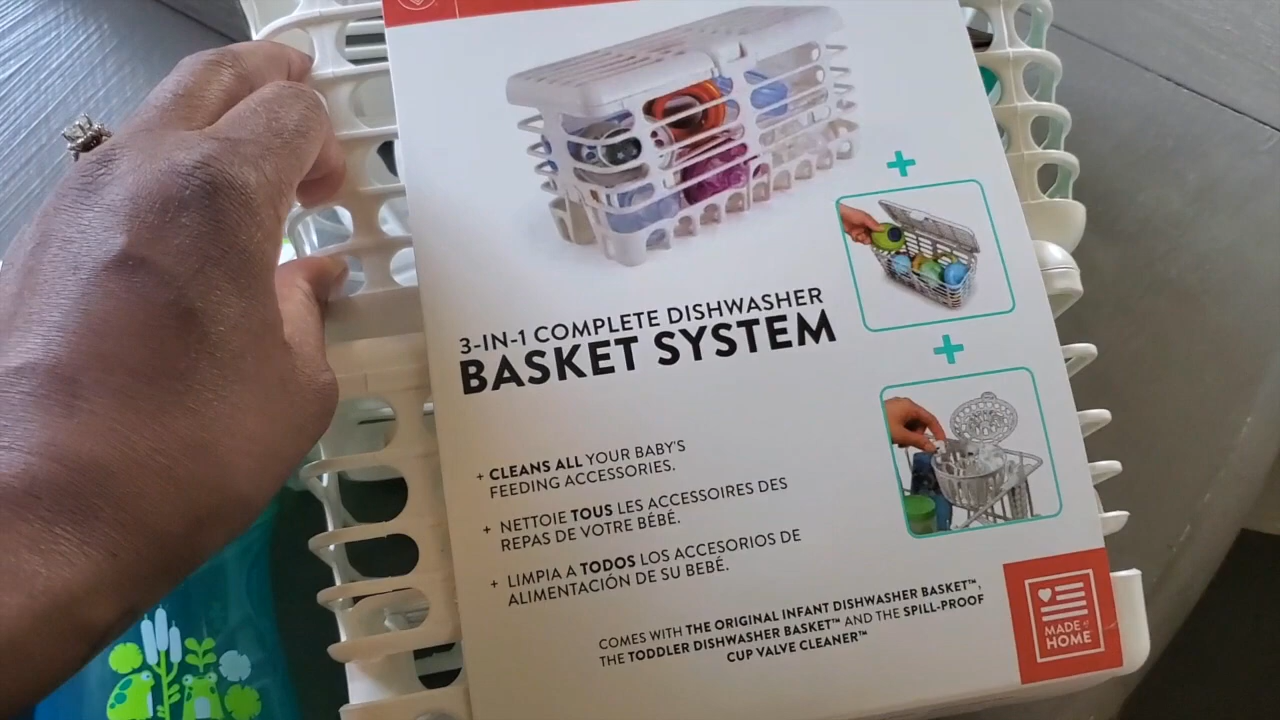 3-IN-1 COMPLETE DISHWASHER
BASKET SYSTEM
+ CLEANS ALL YOUR BABY'S
FEEDING ACCESSORIES.
+ NETTOIE TOUS LES ACCESSOIRES DES
REPAS DE VOTRE BÉBÉ.
+ LIMPIA A TODOS LOS ACCESORIOS DE
ALIMENTACIÓN DE SU BEBÉ.
COMES WITH THE ORIGINAL INFANT DISHWASHER BASKET™,
THE TODDLER DISHWASHER BASKET™ AND THE SPILL-PROOF
CUP VALVE CLEANER™
MADE at
HOME